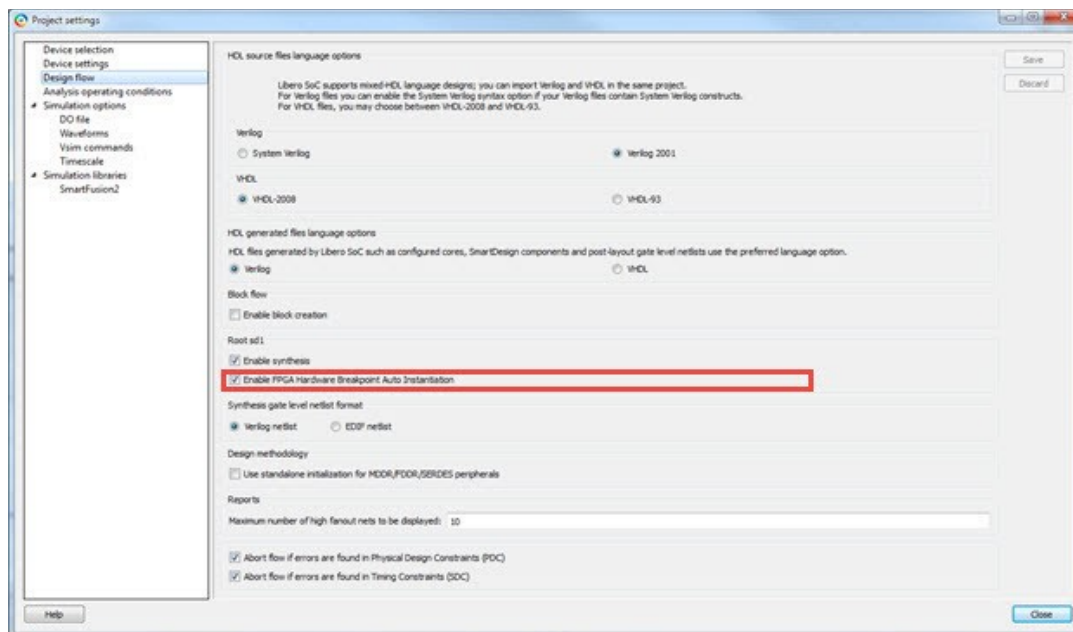 Project settings
Device selection
Device settings
Design flow
Analysis operating conditions
Simulation options
DO file
Waveforms
Vsim commands
Timescale
Simulation libraries
SmartFusion2
HDL source files language options
Libero SoC supports mixed-HDL language designs; you can import Verilog and VHDL in the same project.
For Verilog files you can enable the System Verilog syntax option if your Verilog files contain System Verilog constructs.
For VHDL files, you may choose between VHDL-2008 and VHDL-93.
Verilog
System Verilog Verilog 2001
VHDL
VHDL-2008 VHDL-93
HDL generated files language options
HDL files generated by Libero SoC such as configured cores, SmartDesign components and post-layout gate level netlists use the preferred language option.
Verilog VHDL
Block flow
Enable block creation
Root sd1
Enable synthesis
Enable FPGA Hardware Breakpoint Auto Instantiation
Synthesis gate level netlist format
Verilog netlist EDIF netlist
Design methodology
Use standalone initialization for MDDR/FDDR/SERDES peripherals
Reports
Maximum number of high fanout nets to be displayed: 10
Abort flow if errors are found in Physical Design Constraints (PDC)
Abort flow if errors are found in Timing Constraints (SDC)
Save
Discard
Help
Close